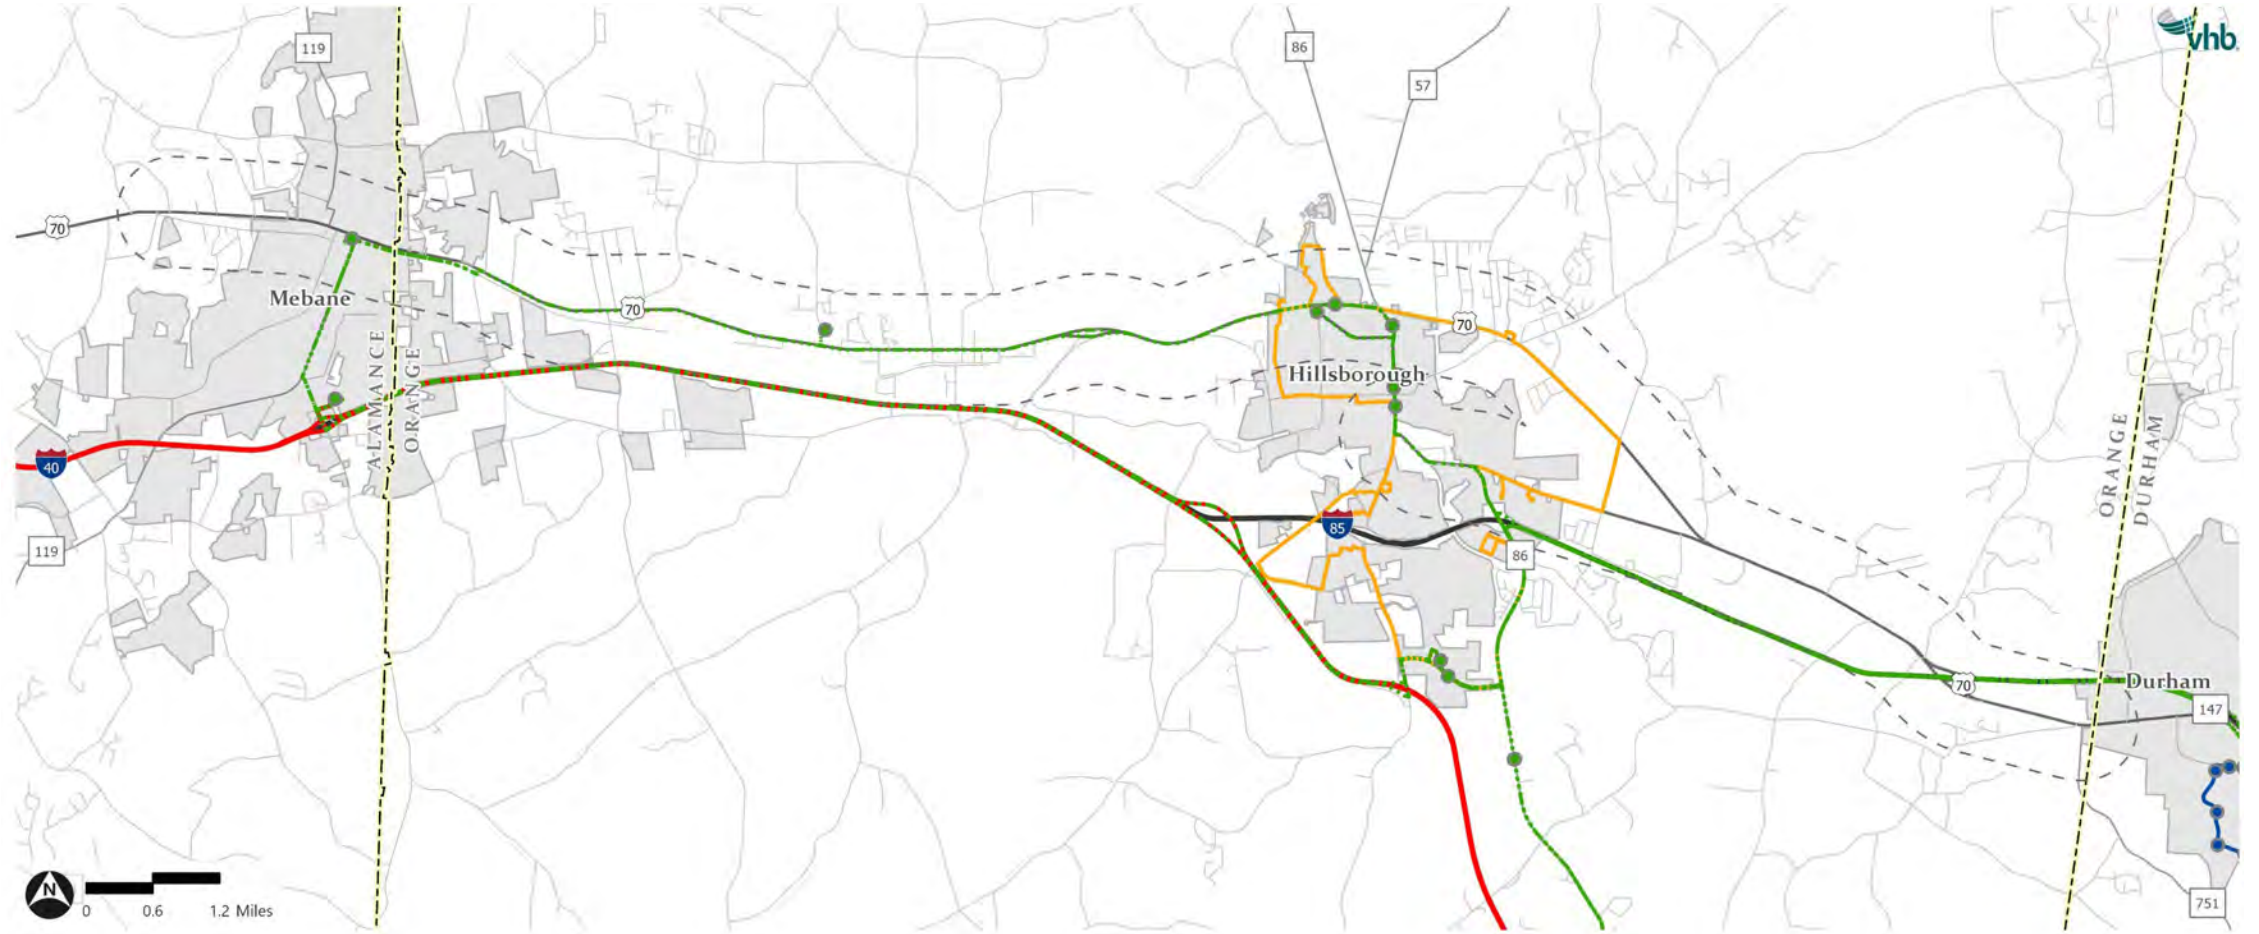 119
86
vhb
57
70
Mebane
70
70
Hillsborough
ALAMANCE
ORANGE
40
119
85
86
ORANGE
DURHAM
70
Durham
147
N
0 0.6 1.2 Miles
751